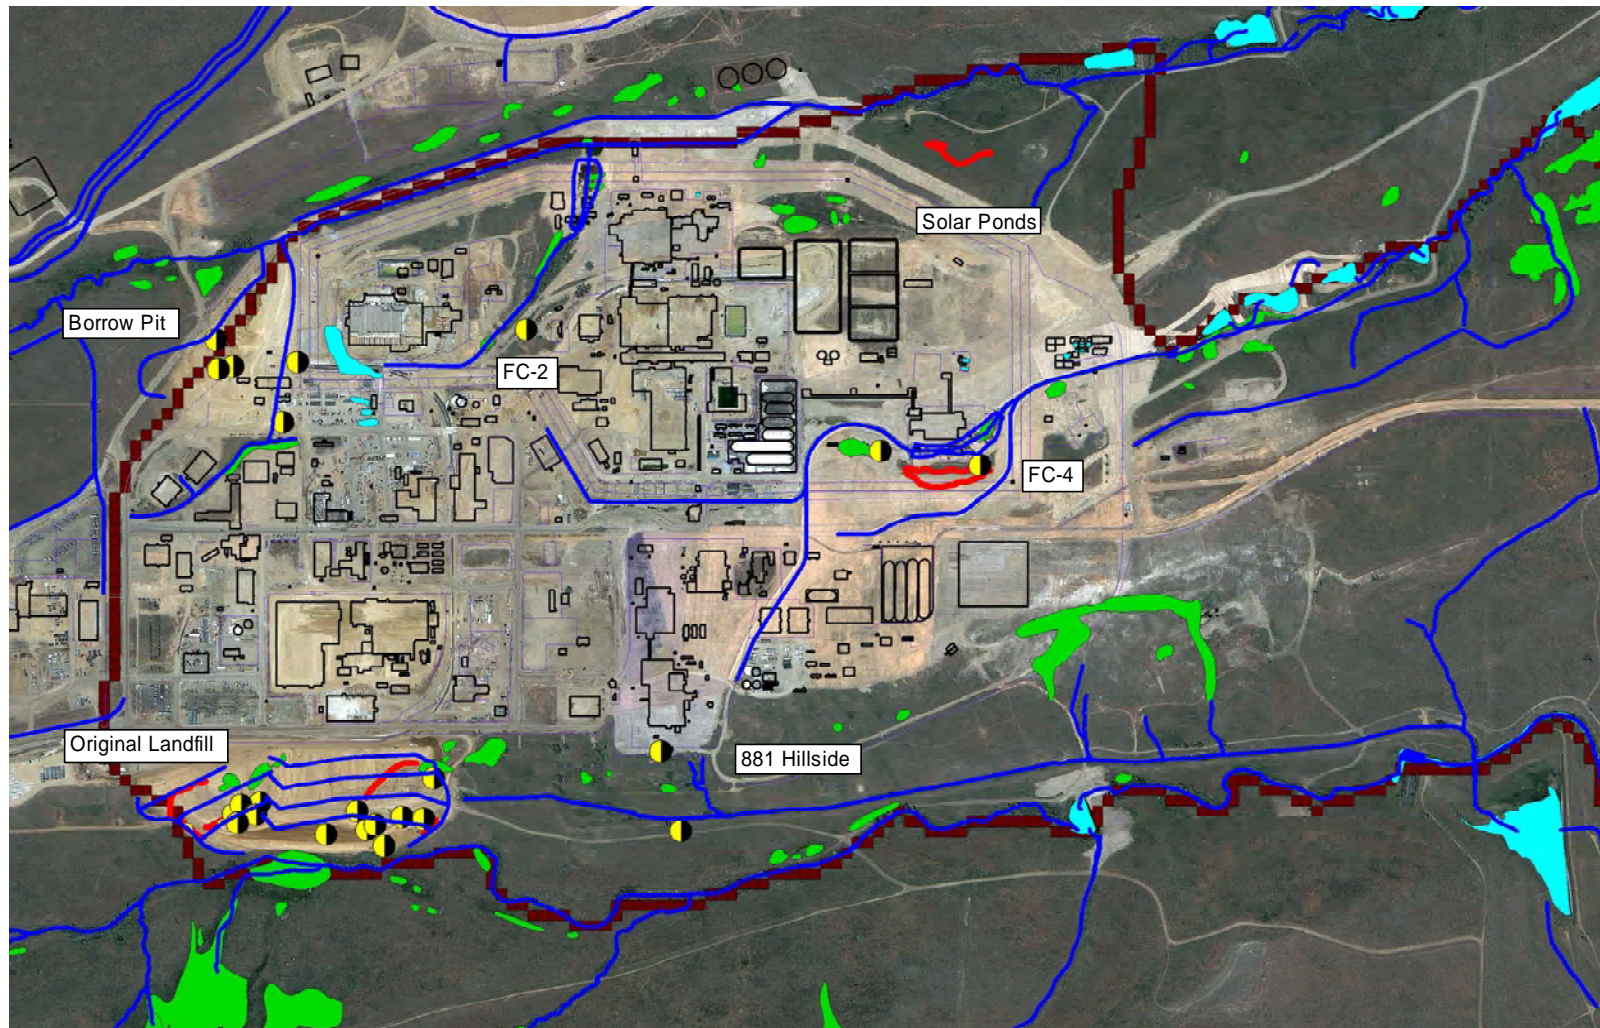 Solar Ponds
Borrow Pit
FC-2
FC-4
Original Landfill
881 Hillside